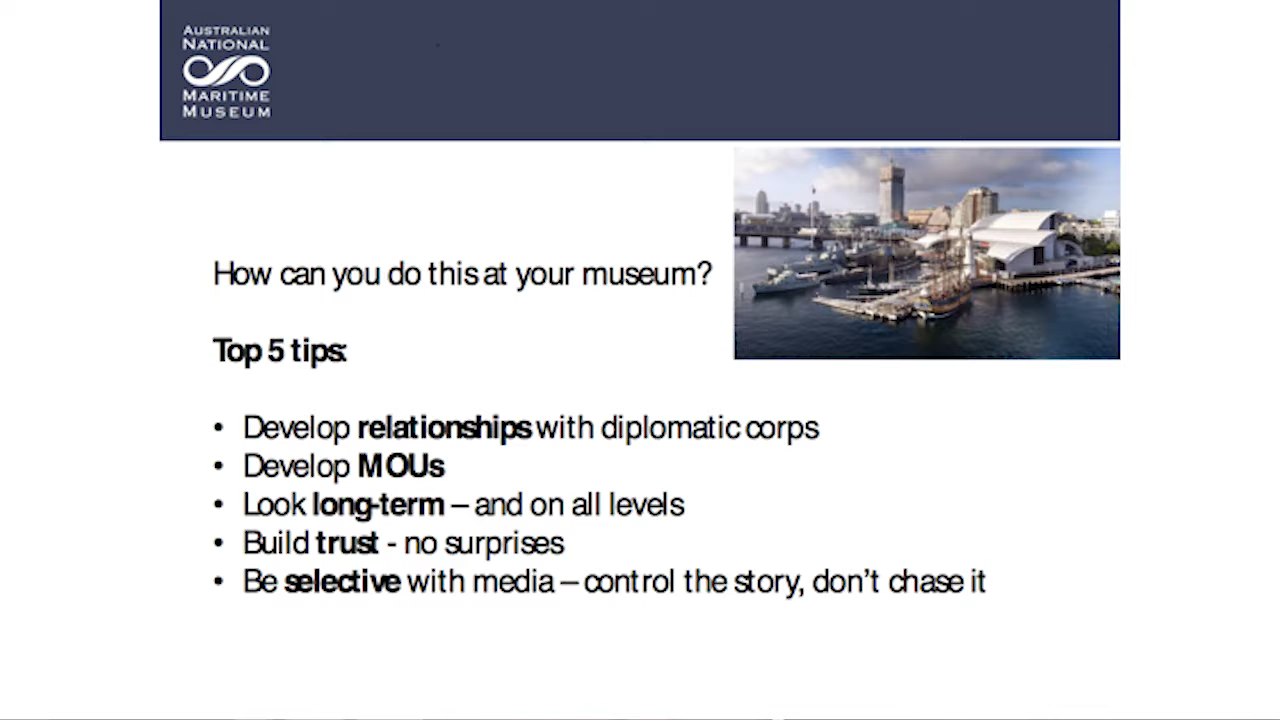 AUSTRALIAN
NATIONAL
MARITIME
MUSEUM
How can you do this at your museum?
Top 5 tips:
• Develop relationships with diplomatic corps
• Develop MOUs
• Look long-term – and on all levels
• Build trust - no surprises
• Be selective with media – control the story, don’t chase it